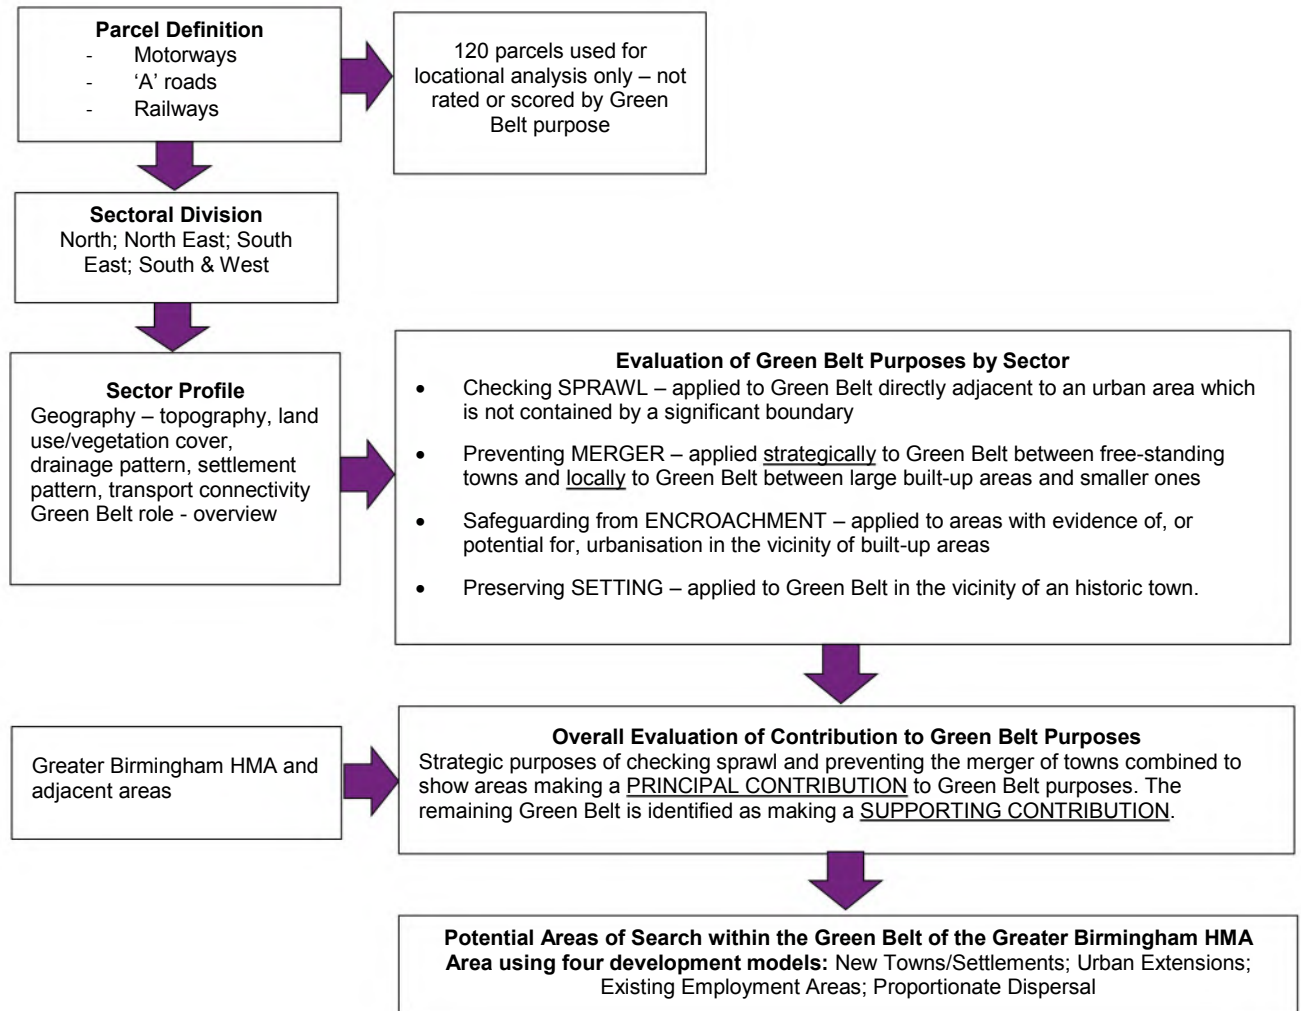 Parcel Definition
- Motorways
- ‘A’ roads
- Railways
120 parcels used for
locational analysis only – not
rated or scored by Green
Belt purpose
Sectoral Division
North; North East; South
East; South & West
Sector Profile
Geography – topography, land
use/vegetation cover,
drainage pattern, settlement
pattern, transport connectivity
Green Belt role - overview
Evaluation of Green Belt Purposes by Sector
• Checking SPRAWL – applied to Green Belt directly adjacent to an urban area which
is not contained by a significant boundary
• Preventing MERGER – applied strategically to Green Belt between free-standing
towns and locally to Green Belt between large built-up areas and smaller ones
• Safeguarding from ENCROACHMENT – applied to areas with evidence of, or
potential for, urbanisation in the vicinity of built-up areas
• Preserving SETTING – applied to Green Belt in the vicinity of an historic town.
Greater Birmingham HMA and
adjacent areas
Overall Evaluation of Contribution to Green Belt Purposes
Strategic purposes of checking sprawl and preventing the merger of towns combined to
show areas making a PRINCIPAL CONTRIBUTION to Green Belt purposes. The
remaining Green Belt is identified as making a SUPPORTING CONTRIBUTION.
Potential Areas of Search within the Green Belt of the Greater Birmingham HMA
Area using four development models: New Towns/Settlements; Urban Extensions;
Existing Employment Areas; Proportionate Dispersal